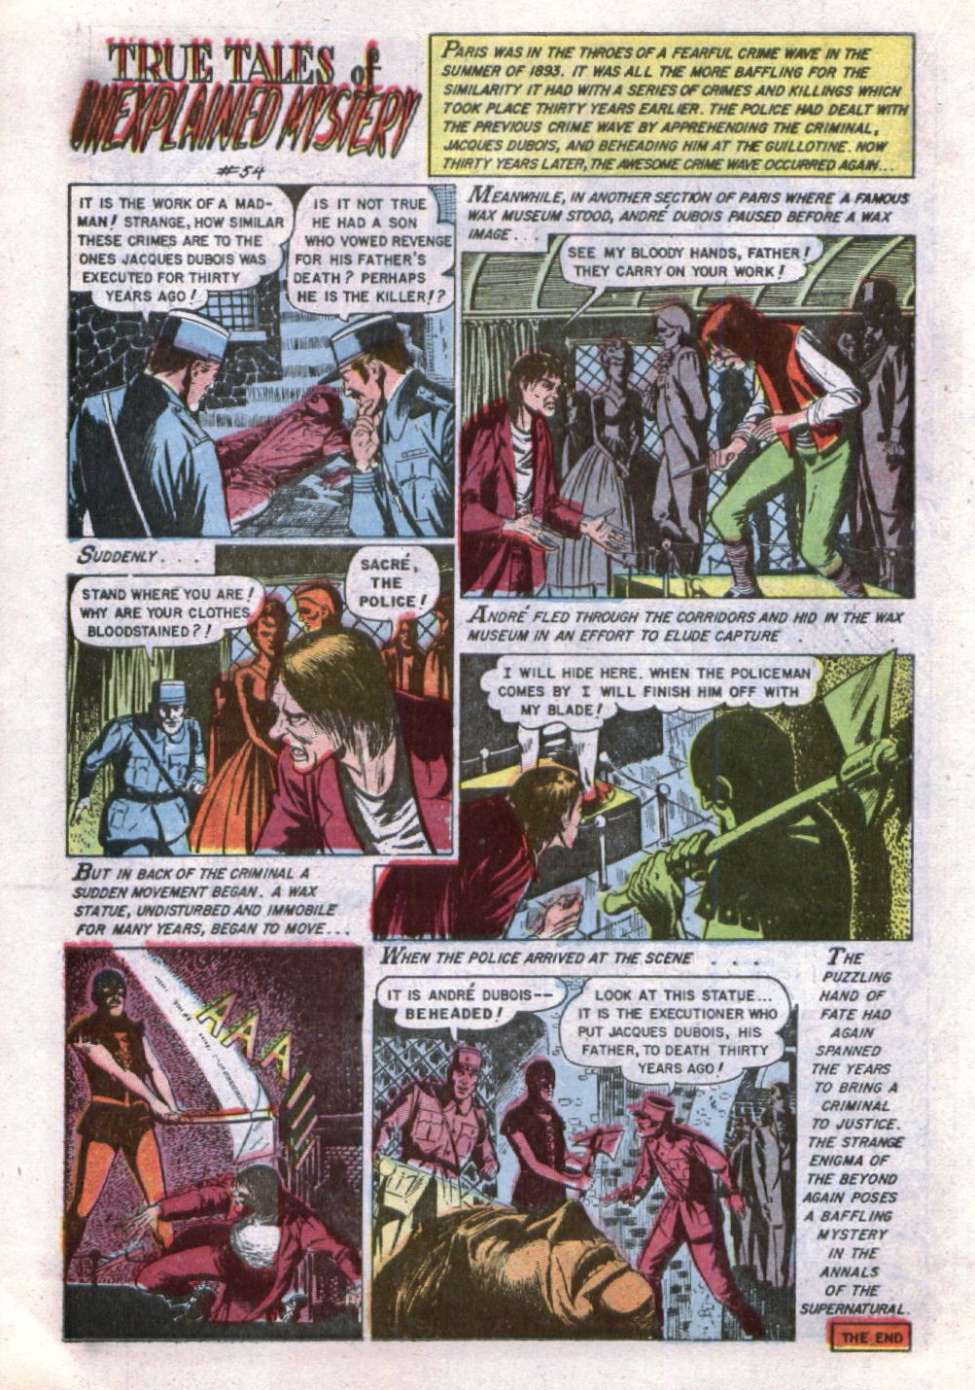 TRUE TALES of
UNEXPLAINED MYSTERY
#54
PARIS WAS IN THE THROES OF A FEARFUL CRIME WAVE IN THE
SUMMER OF 1893. IT WAS ALL THE MORE BAFFLING FOR THE
SIMILARITY IT HAD WITH A SERIES OF CRIMES AND KILLINGS WHICH
TOOK PLACE THIRTY YEARS EARLIER. THE POLICE HAD DEALT WITH
THE PREVIOUS CRIME WAVE BY APPREHENDING THE CRIMINAL,
JACQUES DUBOIS, AND BEHEADING HIM AT THE GUILLOTINE. NOW
THIRTY YEARS LATER, THE AWESOME CRIME WAVE OCCURRED AGAIN...
IT IS THE WORK OF A MAD-
MAN! STRANGE, HOW SIMILAR
THESE CRIMES ARE TO THE
ONES JACQUES DUBOIS WAS
EXECUTED FOR THIRTY
YEARS AGO!
IS IT NOT TRUE
HE HAD A SON
WHO VOWED REVENGE
FOR HIS FATHER'S
DEATH? PERHAPS
HE IS THE KILLER!?
MEANWHILE, IN ANOTHER SECTION OF PARIS WHERE A FAMOUS
WAX MUSEUM STOOD, ANDRÉ DUBOIS PAUSED BEFORE A WAX
IMAGE...
SEE MY BLOODY HANDS, FATHER!
THEY CARRY ON YOUR WORK!
SUDDENLY...
STAND WHERE YOU ARE!
WHY ARE YOUR CLOTHES
BLOODSTAINED?!
SACRÉ,
THE
POLICE!
ANDRÉ FLED THROUGH THE CORRIDORS AND HID IN THE WAX
MUSEUM IN AN EFFORT TO ELUDE CAPTURE . . .
I WILL HIDE HERE. WHEN THE POLICEMAN
COMES BY I WILL FINISH HIM OFF WITH
MY BLADE!
BUT IN BACK OF THE CRIMINAL A
SUDDEN MOVEMENT BEGAN. A WAX
STATUE, UNDISTURBED AND IMMOBILE
FOR MANY YEARS, BEGAN TO MOVE...
AAAA!!!
WHEN THE POLICE ARRIVED AT THE SCENE . . .
IT IS ANDRÉ DUBOIS--
BEHEADED!
LOOK AT THIS STATUE...
IT IS THE EXECUTIONER WHO
PUT JACQUES DUBOIS, HIS
FATHER, TO DEATH THIRTY
YEARS AGO!
THE
PUZZLING
HAND OF
FATE HAD
AGAIN
SPANNED
THE YEARS
TO BRING A
CRIMINAL
TO JUSTICE.
THE STRANGE
ENIGMA OF
THE BEYOND
AGAIN POSES
A BAFFLING
MYSTERY
IN THE
ANNALS
OF THE
SUPERNATURAL.
THE END